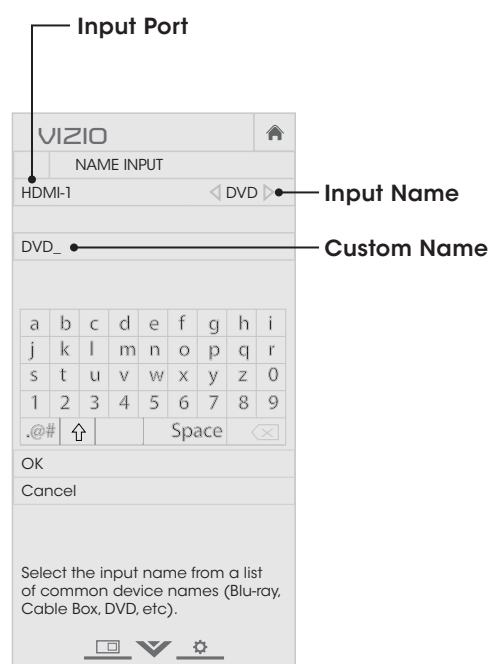 Input Port
VIZIO
NAME INPUT
HDMI-1 DVD
Input Name
DVD_
Custom Name
a b c d e f g h i
j k l m n o p q r
s t u v w x y z 0
1 2 3 4 5 6 7 8 9
.@# Space
OK
Cancel
Select the input name from a list
of common device names (Blu-ray,
Cable Box, DVD, etc).